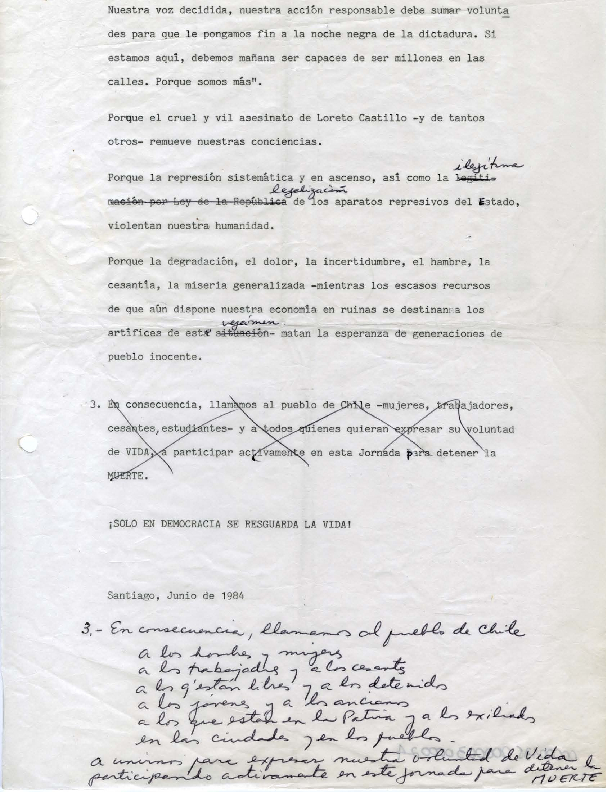 Nuestra voz decidida, nuestra acción responsable debe sumar volunta
des para que le pongamos fin a la noche negra de la dictadura. Si
estamos aquí, debemos mañana ser capaces de ser millones en las
calles. Porque somos más".
Porque el cruel y vil asesinato de Loreto Castillo -y de tantos
otros- remueve nuestras conciencias.
ilegítima
Porque la represión sistemática y en ascenso, así como la legiti
legalización
mación por Ley de la República de los aparatos represivos del Estado,
violentan nuestra humanidad.
Porque la degradación, el dolor, la incertidumbre, el hambre, la
cesantía, la miseria generalizada -mientras los escasos recursos
de que aún dispone nuestra economía en ruinas se destinan a los
vejámen
artífices de este situación- matan la esperanza de generaciones de
pueblo inocente.
3. En consecuencia, llamamos al pueblo de Chile -mujeres, trabajadores,
cesantes, estudiantes- y a todos quienes quieran expresar su voluntad
de VIDA, a participar activamente en esta Jornada para detener la
MUERTE.
¡SOLO EN DEMOCRACIA SE RESGUARDA LA VIDA!
Santiago, Junio de 1984
3.- En consecuencia, llamamos al pueblo de Chile
a los hombres y mujeres
a los trabajadores y a los cesantes
a los q' están libres y a los detenidos
a los jovenes y a los ancianos
a los que están en la Patria y a los exiliados
en las ciudades y en los pueblos.
a unirnos para expresar nuestra voluntad de Vida
participando activamente en esta jornada para detener la
MUERTE